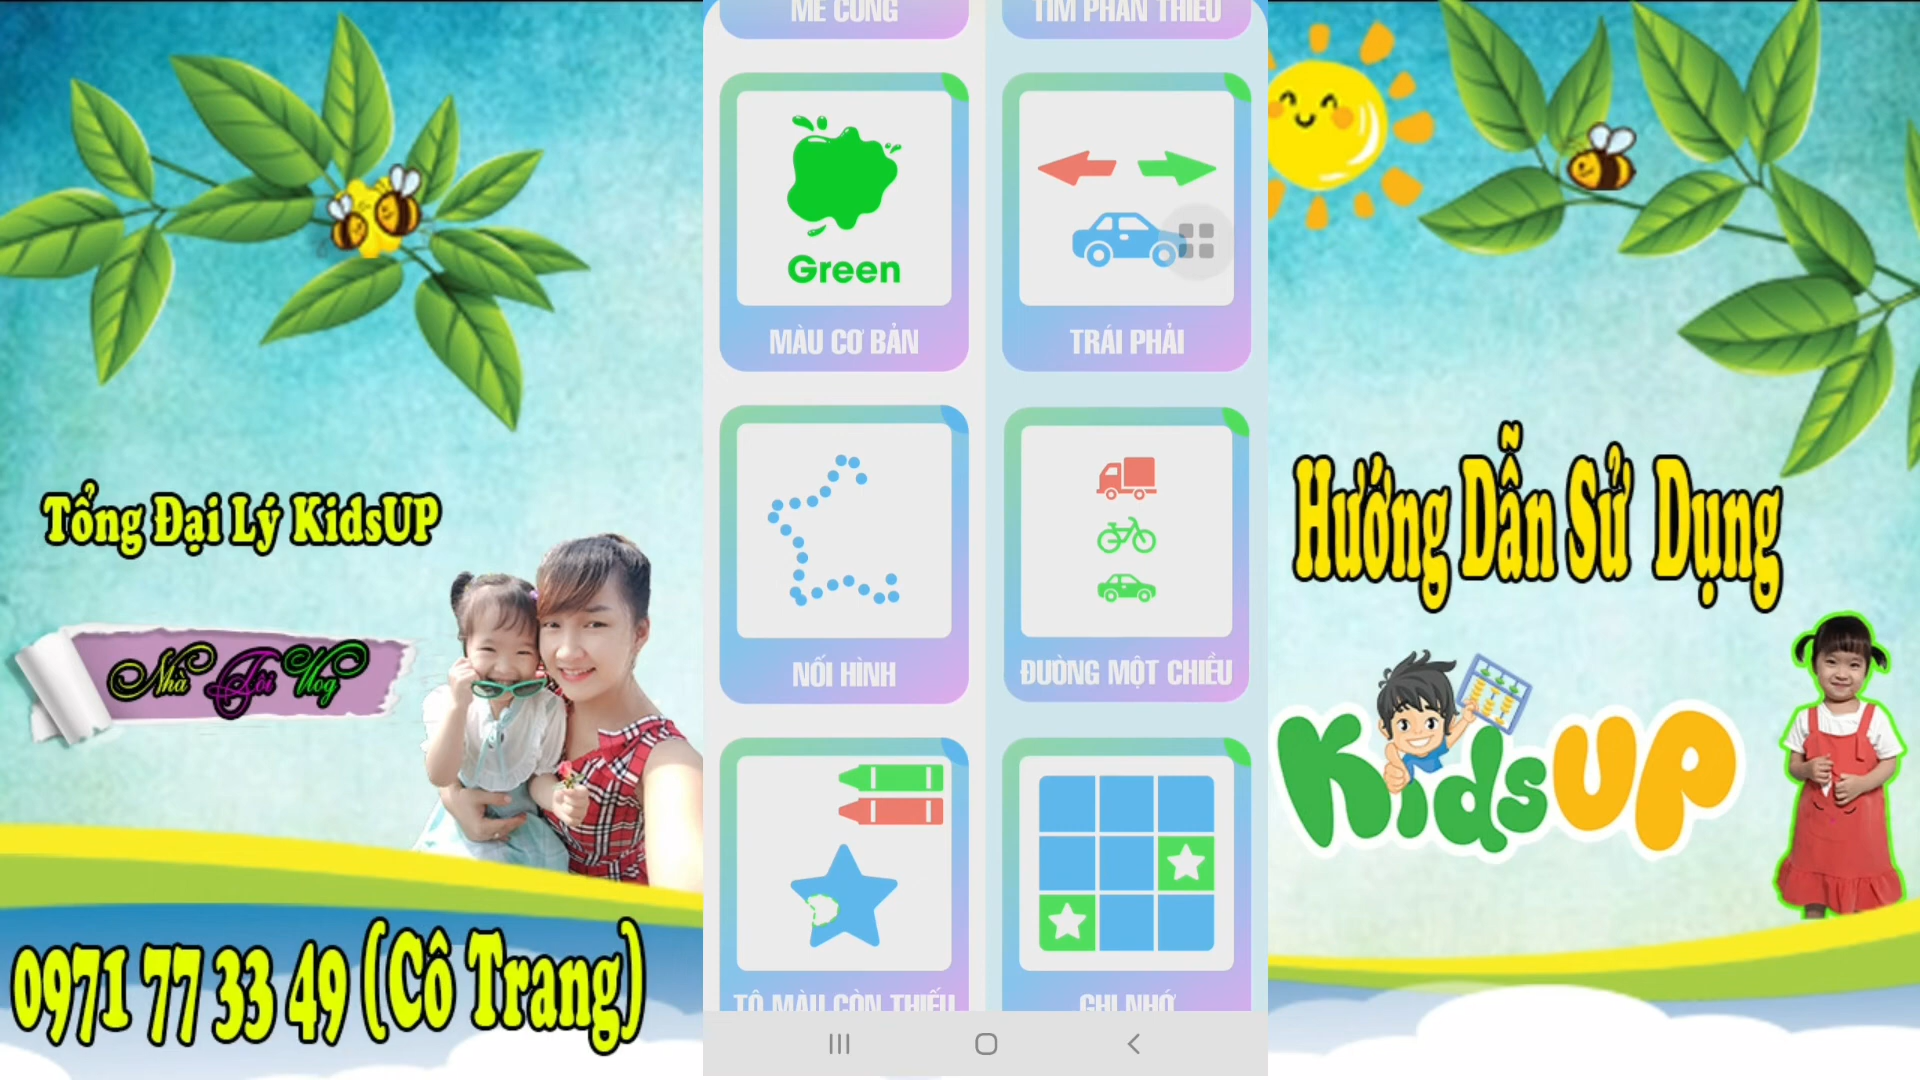 Tổng Đại Lý KidsUP
Nhà Tôi Vlog
0971 77 33 49 (Cô Trang)
MÊ CUNG
TÌM PHẦN THIẾU
Green
MÀU CƠ BẢN
TRÁI PHẢI
NỐI HÌNH
ĐƯỜNG MỘT CHIỀU
TÔ MÀU CÒN THIẾU
GHI NHỚ
Hướng Dẫn Sử Dụng
KidsUP